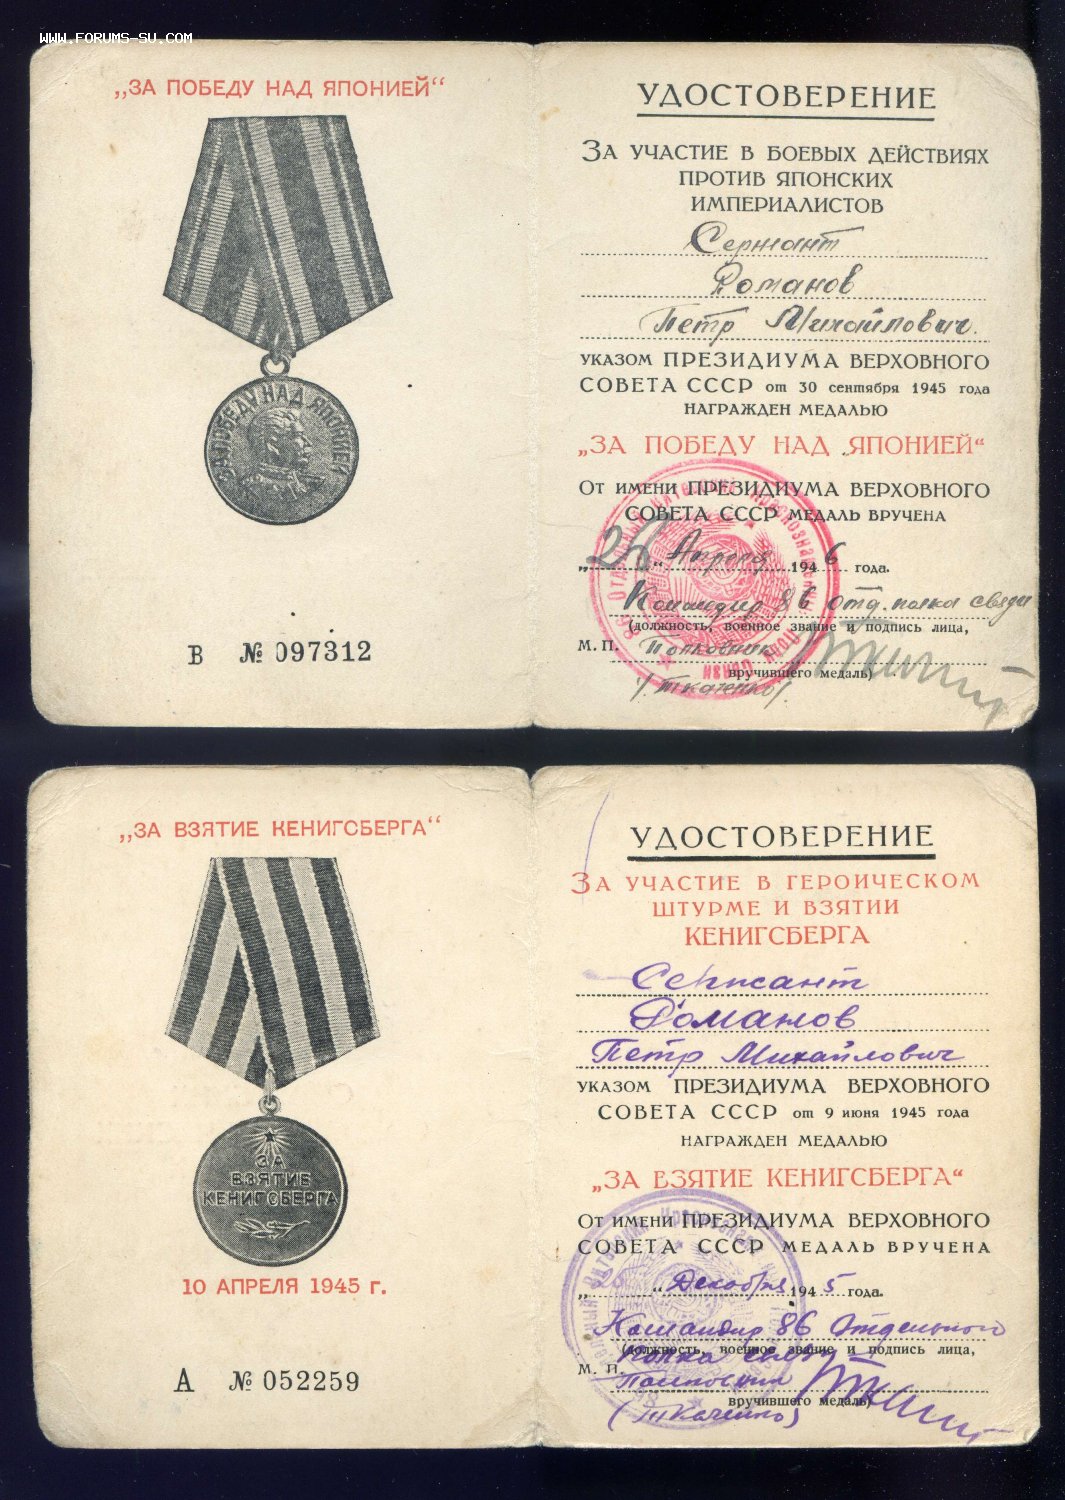 www.forums-su.com
„ЗА ПОБЕДУ НАД ЯПОНИЕЙ“
ЗА ПОБЕДУ НАД ЯПОНИЕЙ
В № 097312
УДОСТОВЕРЕНИЕ
ЗА УЧАСТИЕ В БОЕВЫХ ДЕЙСТВИЯХ
ПРОТИВ ЯПОНСКИХ
ИМПЕРИАЛИСТОВ
Сержант
Романов
Петр Михайлович.
УКАЗОМ ПРЕЗИДИУМА ВЕРХОВНОГО
СОВЕТА СССР от 30 сентября 1945 года
НАГРАЖДЕН МЕДАЛЬЮ
„ЗА ПОБЕДУ НАД ЯПОНИЕЙ“
ОТ ИМЕНИ ПРЕЗИДИУМА ВЕРХОВНОГО
СОВЕТА СССР МЕДАЛЬ ВРУЧЕНА
Апреля 1946 года.
Командир 86 отд. полка связи
(должность, военное звание и подпись лица,
М. П. Полковник
вручившего медаль)
/Ткаченко/.
„ЗА ВЗЯТИЕ КЕНИГСБЕРГА“
ЗА
ВЗЯТИЕ
КЕНИГСБЕРГА
10 АПРЕЛЯ 1945 г.
А № 052259
УДОСТОВЕРЕНИЕ
ЗА УЧАСТИЕ В ГЕРОИЧЕСКОМ
ШТУРМЕ И ВЗЯТИИ
КЕНИГСБЕРГА
Сержант
Романов
Петр Михайлович
УКАЗОМ ПРЕЗИДИУМА ВЕРХОВНОГО
СОВЕТА СССР от 9 июня 1945 года
НАГРАЖДЕН МЕДАЛЬЮ
„ЗА ВЗЯТИЕ КЕНИГСБЕРГА“
ОТ ИМЕНИ ПРЕЗИДИУМА ВЕРХОВНОГО
СОВЕТА СССР МЕДАЛЬ ВРУЧЕНА
„ “ Декабря 1945 года.
Командир 86 Отдельного
(должность, военное звание и подпись лица,
полка связи
М. П. Полковник
вручившего медаль)
(Ткаченко)